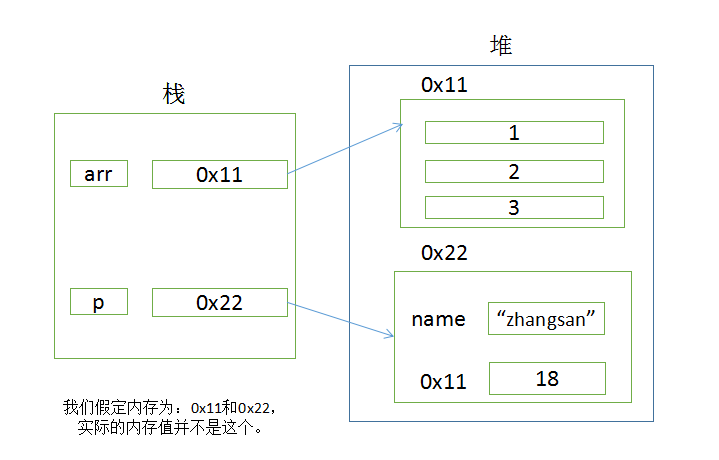 栈
arr 0x11
p 0x22
我们假定内存为：0x11和0x22，
实际的内存值并不是这个。
堆
0x11
1
2
3
0x22
name “zhangsan”
0x11 18